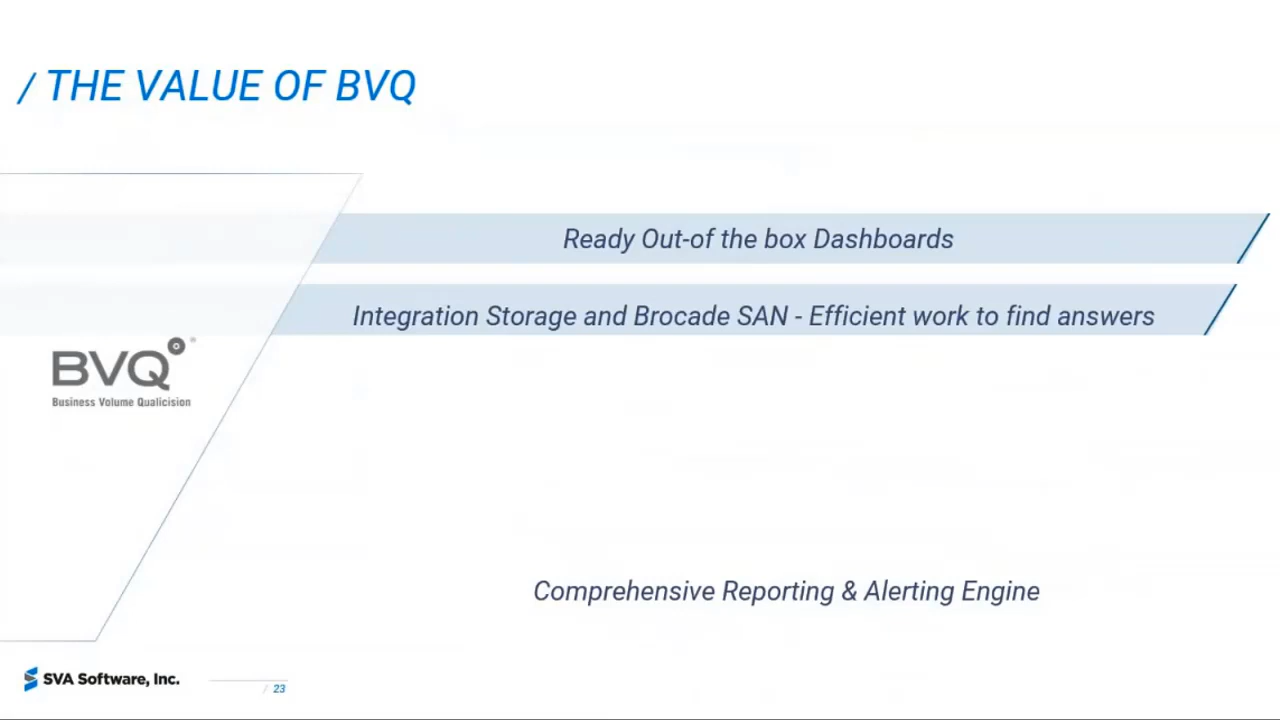 / THE VALUE OF BVQ
Ready Out-of the box Dashboards
Integration Storage and Brocade SAN - Efficient work to find answers
BVQ®
Business Volume Qualicision
Comprehensive Reporting & Alerting Engine
SVA Software, Inc.
/ 23